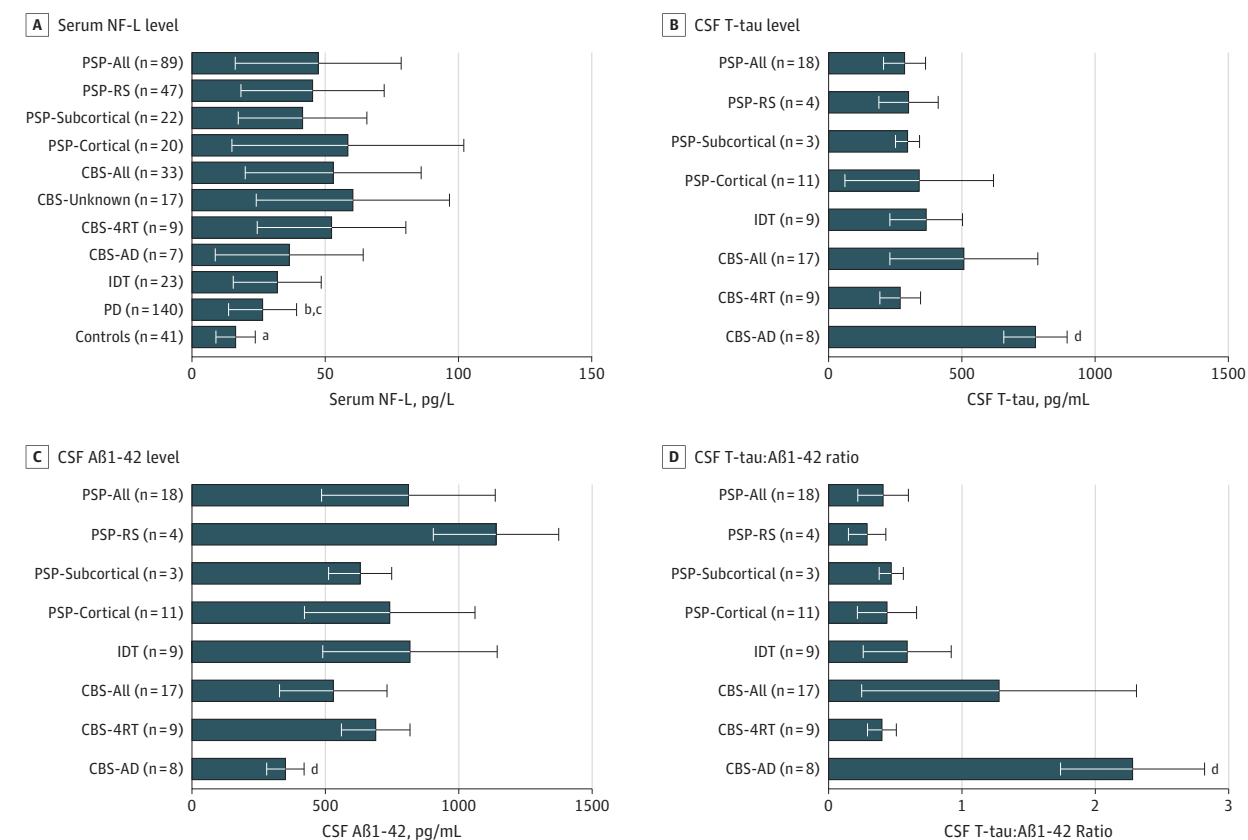 A Serum NF-L level
PSP-All (n=89)
PSP-RS (n=47)
PSP-Subcortical (n=22)
PSP-Cortical (n=20)
CBS-All (n=33)
CBS-Unknown (n=17)
CBS-4RT (n=9)
CBS-AD (n=7)
IDT (n=23)
PD (n=140) b,c
Controls (n=41) a
0 50 100 150
Serum NF-L, pg/L
B CSF T-tau level
PSP-All (n=18)
PSP-RS (n=4)
PSP-Subcortical (n=3)
PSP-Cortical (n=11)
IDT (n=9)
CBS-All (n=17)
CBS-4RT (n=9)
CBS-AD (n=8) d
0 500 1000 1500
CSF T-tau, pg/mL
C CSF Aß1-42 level
PSP-All (n=18)
PSP-RS (n=4)
PSP-Subcortical (n=3)
PSP-Cortical (n=11)
IDT (n=9)
CBS-All (n=17)
CBS-4RT (n=9)
CBS-AD (n=8) d
0 500 1000 1500
CSF Aß1-42, pg/mL
D CSF T-tau:Aß1-42 ratio
PSP-All (n=18)
PSP-RS (n=4)
PSP-Subcortical (n=3)
PSP-Cortical (n=11)
IDT (n=9)
CBS-All (n=17)
CBS-4RT (n=9)
CBS-AD (n=8) d
0 1 2 3
CSF T-tau:Aß1-42 Ratio